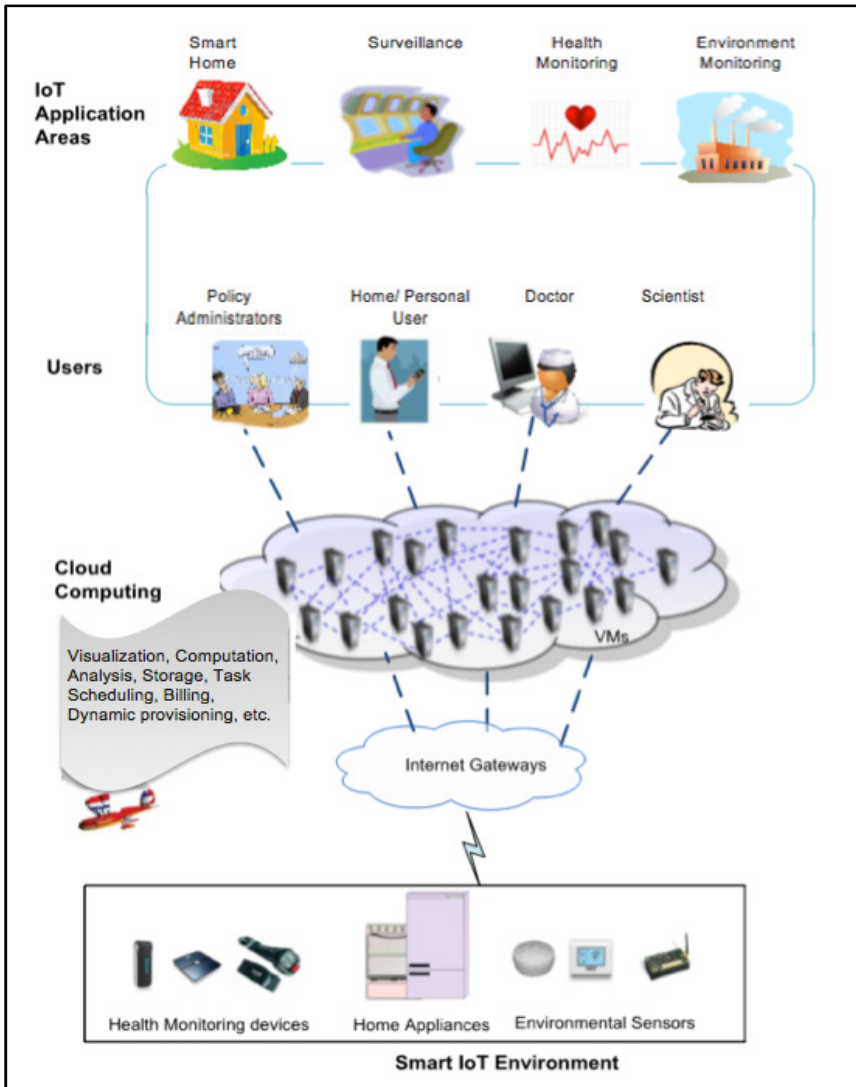 Smart
Home
Surveillance
Health
Monitoring
Environment
Monitoring
IoT
Application
Areas
Policy
Administrators
Home/ Personal
User
Doctor
Scientist
Users
Cloud
Computing
VMs
Visualization, Computation,
Analysis, Storage, Task
Scheduling, Billing,
Dynamic provisioning, etc.
Internet Gateways
Health Monitoring devices
Home Appliances
Environmental Sensors
Smart IoT Environment